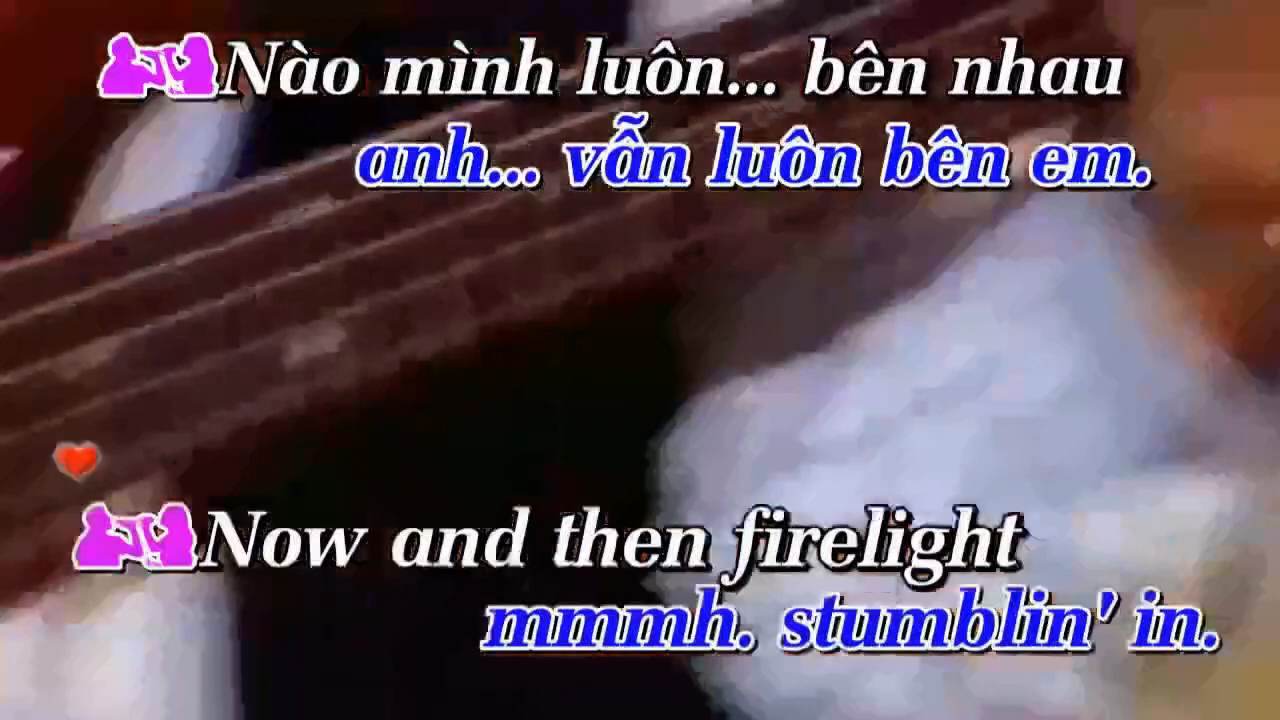 Nào mình luôn... bên nhau
anh... vẫn luôn bên em.
Now and then firelight
mmmh. stumblin' in.